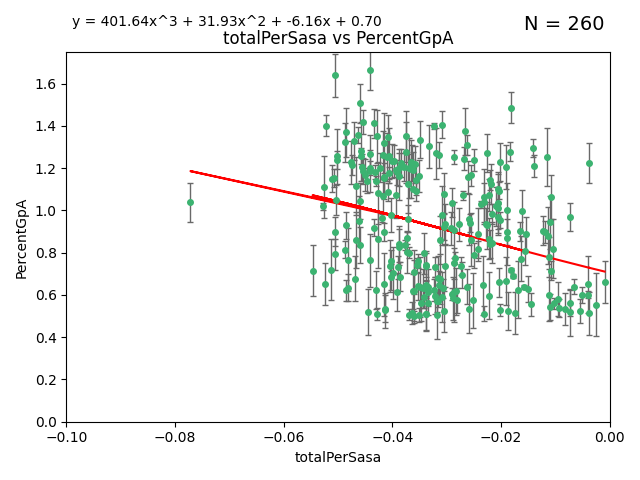 y = 401.64x^3 + 31.93x^2 + -6.16x + 0.70
N = 260
totalPerSasa vs PercentGpA
PercentGpA
1.6
1.4
1.2
1.0
0.8
0.6
0.4
0.2
0.0
−0.10 −0.08 −0.06 −0.04 −0.02 0.00
totalPerSasa